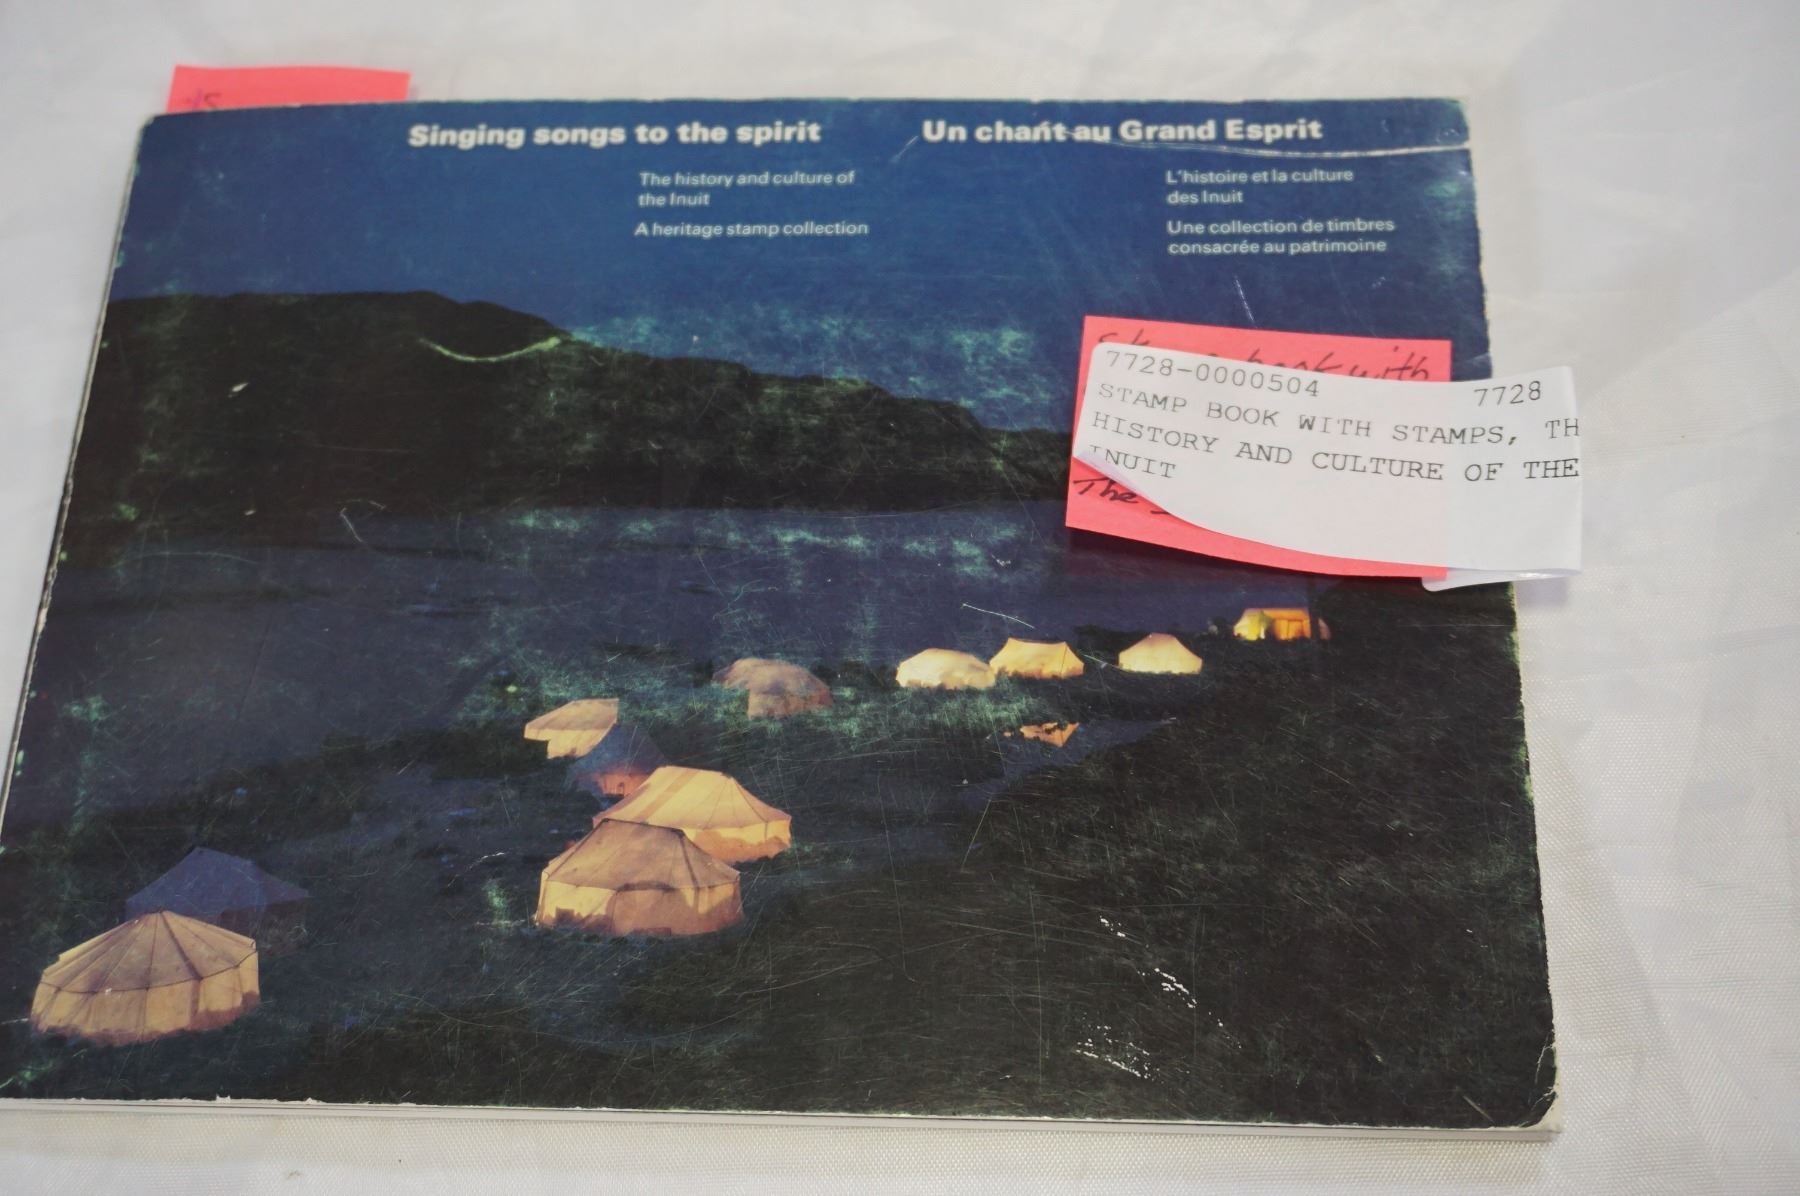 Singing songs to the spirit
The history and culture of
the Inuit
A heritage stamp collection
Un chant au Grand Esprit
L'histoire et la culture
des Inuit
Une collection de timbres
consacrée au patrimoine
with
7728-0000504 7728
STAMP BOOK WITH STAMPS, TH
HISTORY AND CULTURE OF THE
INUIT
The